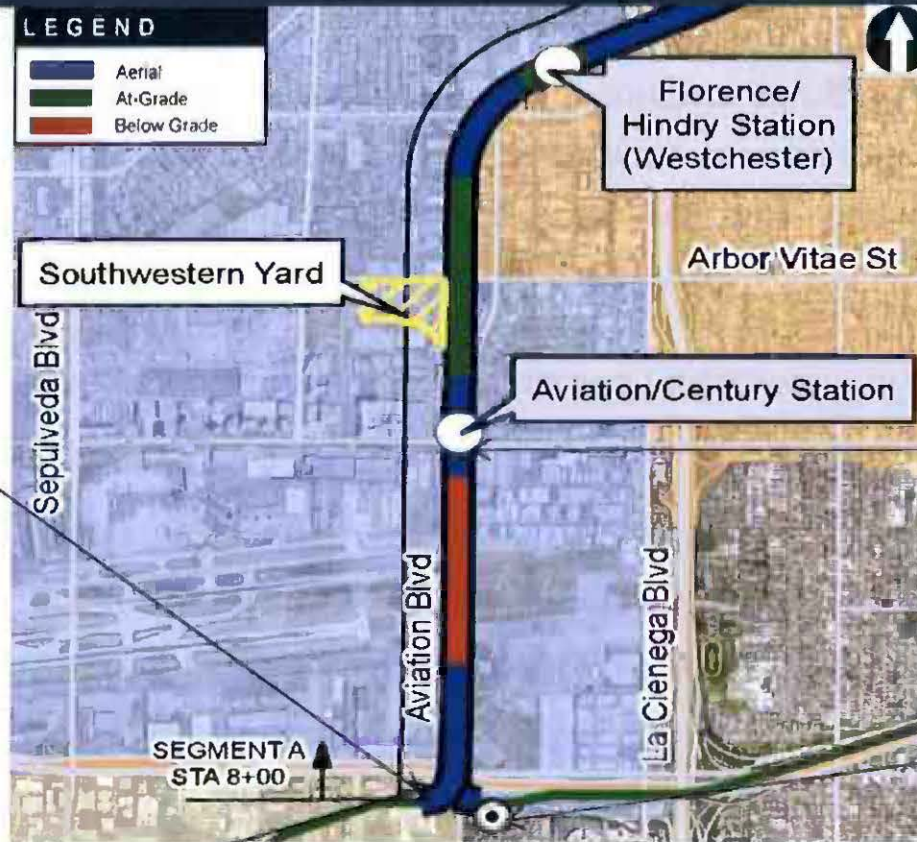 LEGEND
Aerial
At-Grade
Below Grade
Florence/
Hindry Station
(Westchester)
Arbor Vitae St
Southwestern Yard
Aviation/Century Station
Sepulveda Blvd
Aviation Blvd
La Cienega Blvd
SEGMENT A
STA 8+00